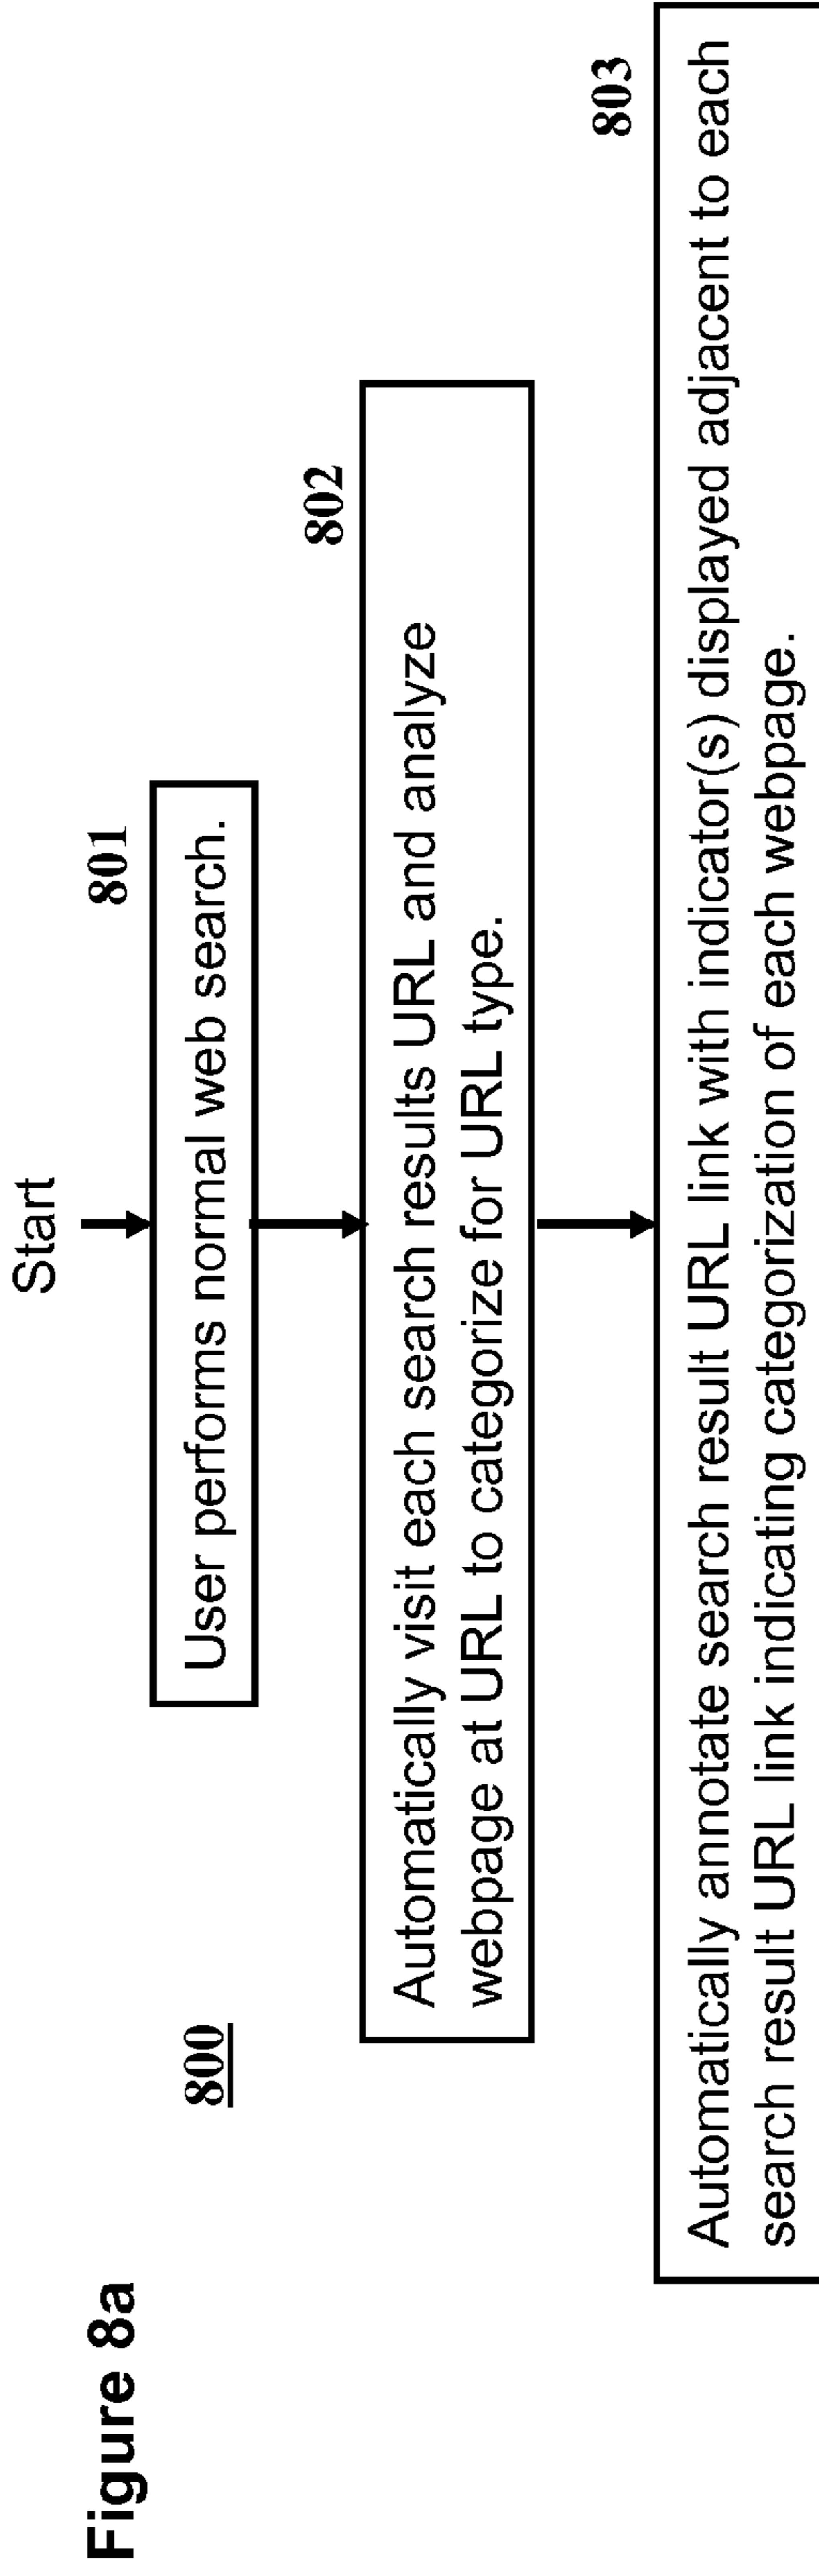 Figure 8a
800
Start
801
User performs normal web search.
802
Automatically visit each search results URL and analyze
webpage at URL to categorize for URL type.
803
Automatically annotate search result URL link with indicator(s) displayed adjacent to each
search result URL link indicating categorization of each webpage.